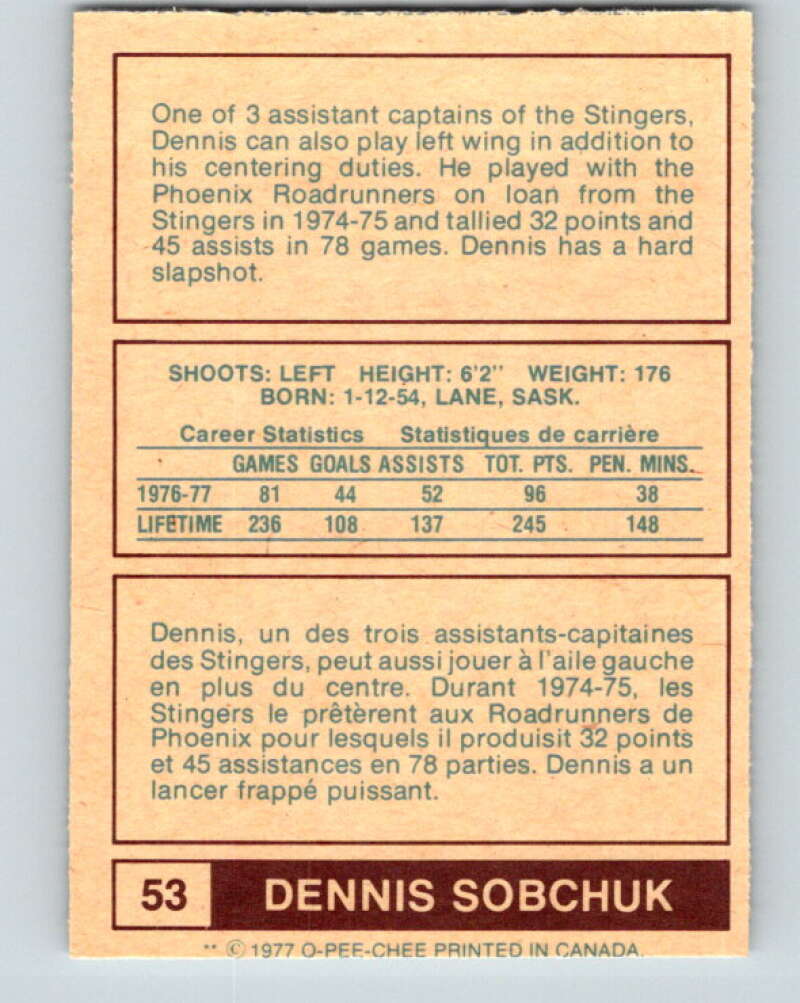 One of 3 assistant captains of the Stingers,
Dennis can also play left wing in addition to
his centering duties. He played with the
Phoenix Roadrunners on loan from the
Stingers in 1974-75 and tallied 32 points and
45 assists in 78 games. Dennis has a hard
slapshot.
SHOOTS: LEFT HEIGHT: 6'2" WEIGHT: 176
BORN: 1-12-54, LANE, SASK.
Career Statistics Statistiques de carrière
GAMES GOALS ASSISTS TOT. PTS. PEN. MINS.
1976-77 81 44 52 96 38
LIFETIME 236 108 137 245 148
Dennis, un des trois assistants-capitaines
des Stingers, peut aussi jouer à l'aile gauche
en plus du centre. Durant 1974-75, les
Stingers le prêtèrent aux Roadrunners de
Phoenix pour lesquels il produisit 32 points
et 45 assistances en 78 parties. Dennis a un
lancer frappé puissant.
53 DENNIS SOBCHUK
** © 1977 O-PEE-CHEE PRINTED IN CANADA.